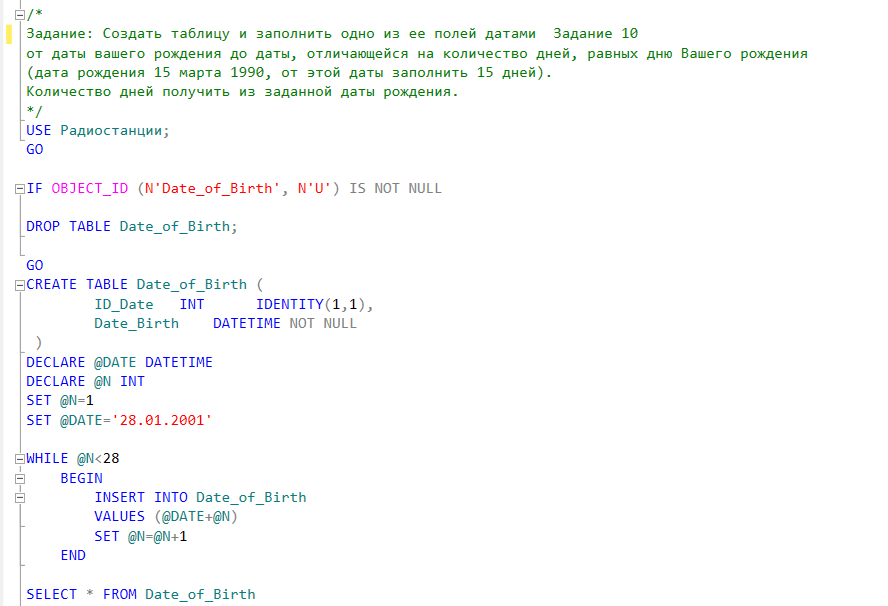 /*
Задание: Создать таблицу и заполнить одно из ее полей датами  Задание 10
от даты вашего рождения до даты, отличающейся на количество дней, равных дню Вашего рождения
(дата рождения 15 марта 1990, от этой даты заполнить 15 дней).
Количество дней получить из заданной даты рождения.
*/
USE Радиостанции;
GO
IF OBJECT_ID (N'Date_of_Birth', N'U') IS NOT NULL
DROP TABLE Date_of_Birth;
GO
CREATE TABLE Date_of_Birth (
ID_Date   INT      IDENTITY(1,1),
Date_Birth    DATETIME NOT NULL
)
DECLARE @DATE DATETIME
DECLARE @N INT
SET @N=1
SET @DATE='28.01.2001'
WHILE @N<28
BEGIN
INSERT INTO Date_of_Birth
VALUES (@DATE+@N)
SET @N=@N+1
END
SELECT * FROM Date_of_Birth